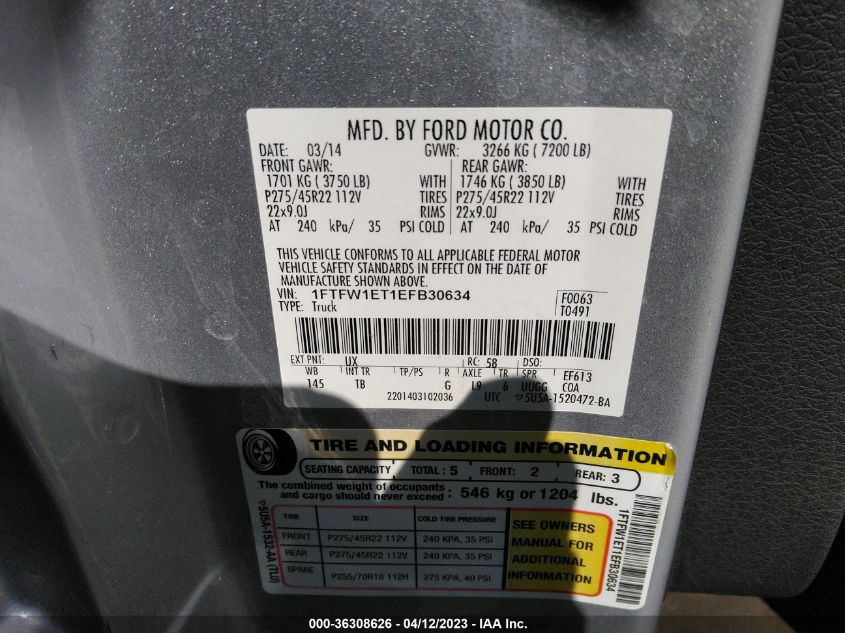 MFD. BY FORD MOTOR CO.
DATE: 03/14 GVWR: 3266 KG ( 7200 LB)
FRONT GAWR: REAR GAWR:
1701 KG ( 3750 LB) WITH 1746 KG ( 3850 LB) WITH
P275/45R22 112V TIRES P275/45R22 112V TIRES
22x9.0J RIMS 22x9.0J RIMS
AT 240 kPa/ 35 PSI COLD AT 240 kPa/ 35 PSI COLD
THIS VEHICLE CONFORMS TO ALL APPLICABLE FEDERAL MOTOR
VEHICLE SAFETY STANDARDS IN EFFECT ON THE DATE OF
MANUFACTURE SHOWN ABOVE.
VIN: 1FTFW1ET1EFB30634 F0063
TYPE: Truck T0491
EXT PNT: UX RC: 58 DSO:
WB INT TR TP/PS R AXLE TR SPR EF613
145 TB G L9 6 UUGG COA
2201403102036 UTC ▽5U5A-1520472-BA
TIRE AND LOADING INFORMATION
SEATING CAPACITY TOTAL : 5 FRONT: 2 REAR: 3
The combined weight of occupants
and cargo should never exceed : 546 kg or 1204 lbs.
TIRE SIZE COLD TIRE PRESSURE
FRONT P275/45R22 112V 240 KPA, 35 PSI
REAR P275/45R22 112V 240 KPA, 35 PSI
SPARE P255/70R18 112H 275 KPA, 40 PSI
SEE OWNERS
MANUAL FOR
ADDITIONAL
INFORMATION
▽5U5A-1532-AA (TLU)
1FTFW1ET1EFB30634
000-36308626 - 04/12/2023 - IAA Inc.